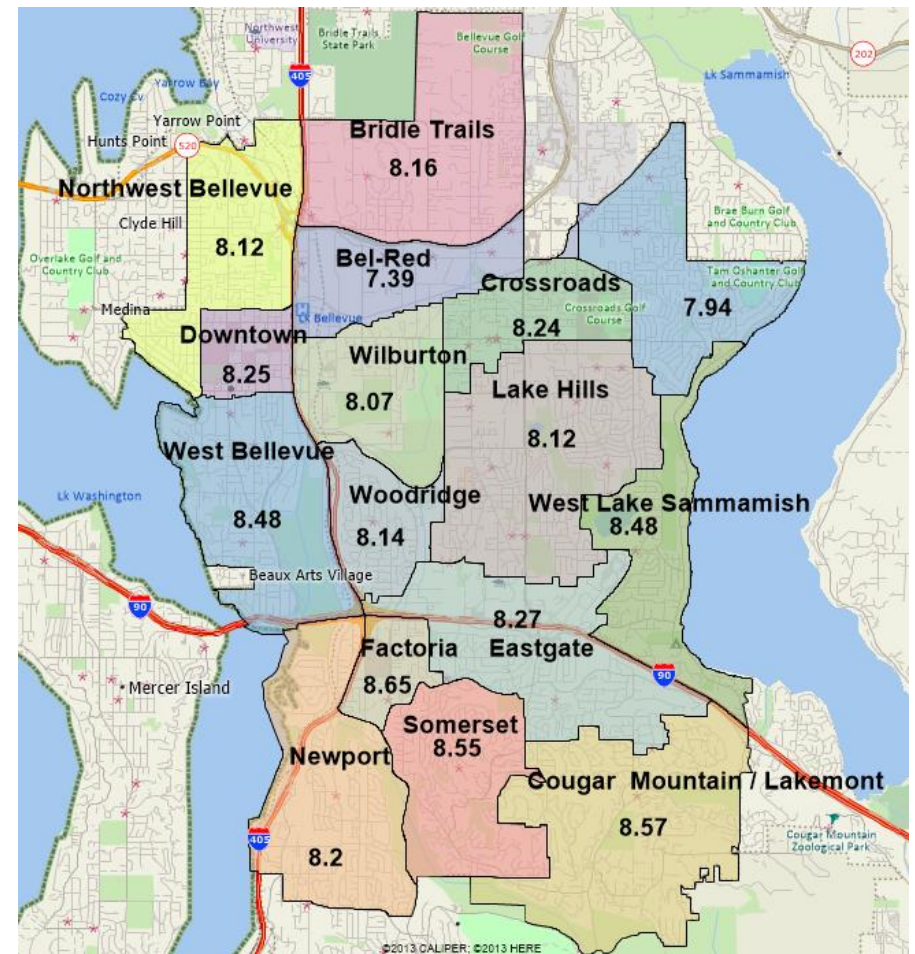 Northwest
University
Bridle Trails
State Park
Bellevue Golf
Course
202
405
Lk Sammamish
Yarrow Bay
Cozy Cv
Yarrow Point
Hunts Point
520
Bridle Trails
8.16
Northwest Bellevue
8.12
Clyde Hill
Brae Burn Golf
and Country Club
Overlake Golf and
Country Club
Bel-Red
7.39
Tam Oshanter Golf
and Country Club
7.94
Crossroads
8.24
Crossroads Golf
Course
Medina
Lk Bellevue
Downtown
8.25
Wilburton
8.07
Lake Hills
8.12
West Bellevue
8.48
Lk Washington
Woodridge
8.14
West Lake Sammamish
8.48
Beaux Arts Village
90
8.27
Eastgate
Factoria
8.65
90
Mercer Island
Somerset
8.55
Newport
8.2
Cougar Mountain / Lakemont
8.57
405
Cougar Mountain
Zoological Park
©2013 CALIPER; ©2013 HERE